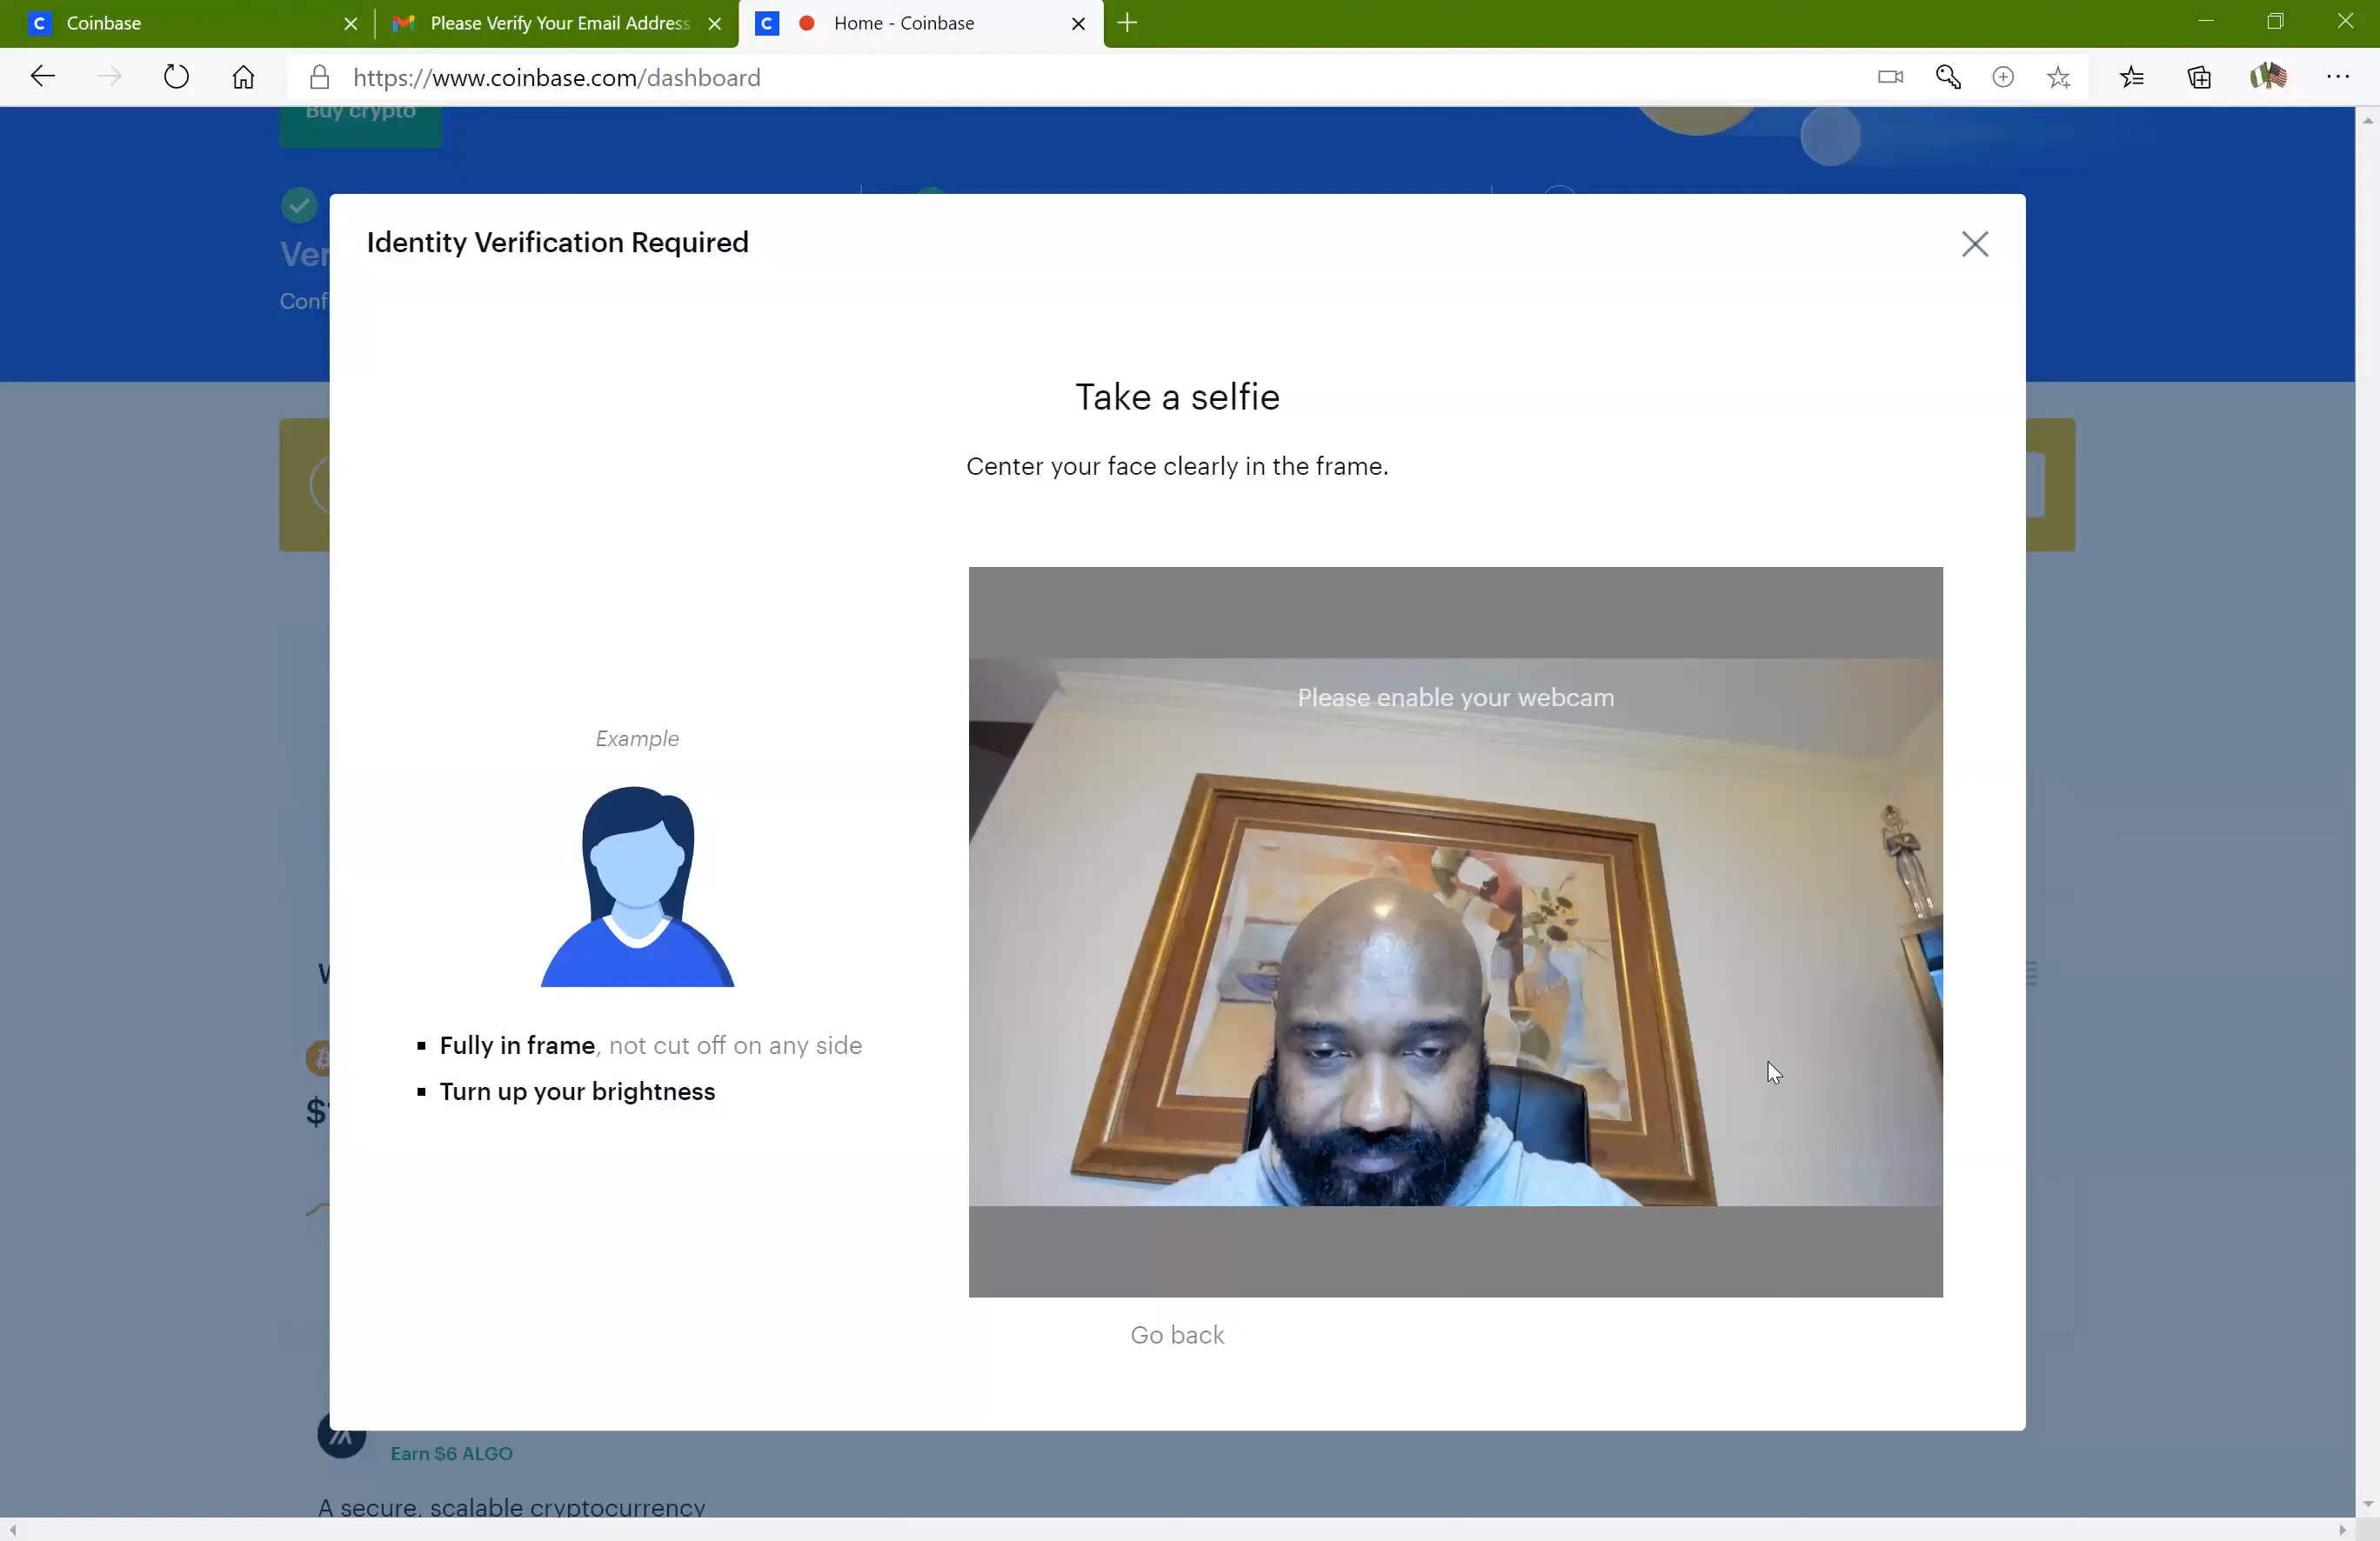 Coinbase
Please Verify Your Email Address
Home - Coinbase
https://www.coinbase.com/dashboard
Buy crypto
Ver
Conf
Identity Verification Required
Take a selfie
Center your face clearly in the frame.
Please enable your webcam
Example
▪ Fully in frame, not cut off on any side
▪ Turn up your brightness
W
$
Go back
Earn $6 ALGO
A secure, scalable cryptocurrency